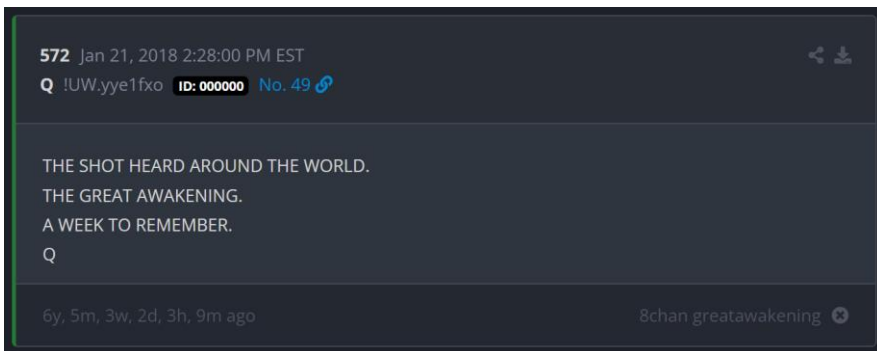 572 Jan 21, 2018 2:28:00 PM EST
Q !UW.yye1fxo ID: 000000 No. 49
THE SHOT HEARD AROUND THE WORLD.
THE GREAT AWAKENING.
A WEEK TO REMEMBER.
Q
6y, 5m, 3w, 2d, 3h, 9m ago 8chan greatawakening